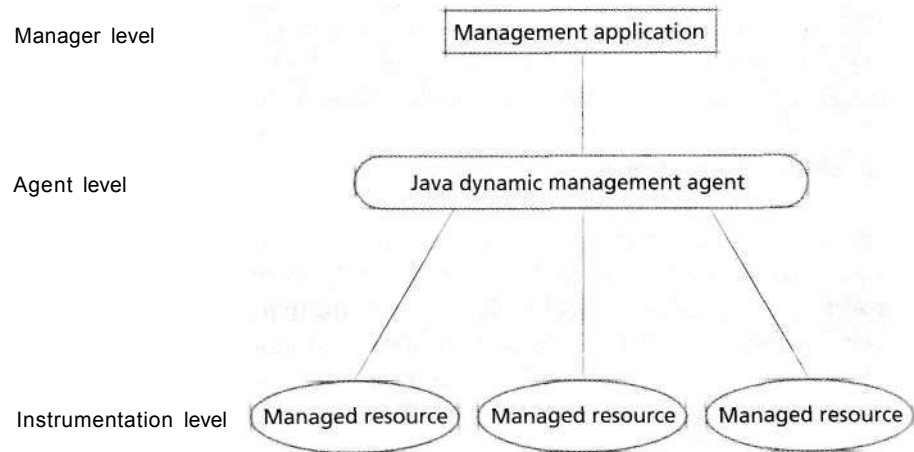 Manager level
Management application
Agent level
Java dynamic management agent
Instrumentation level
Managed resource
Managed resource
Managed resource